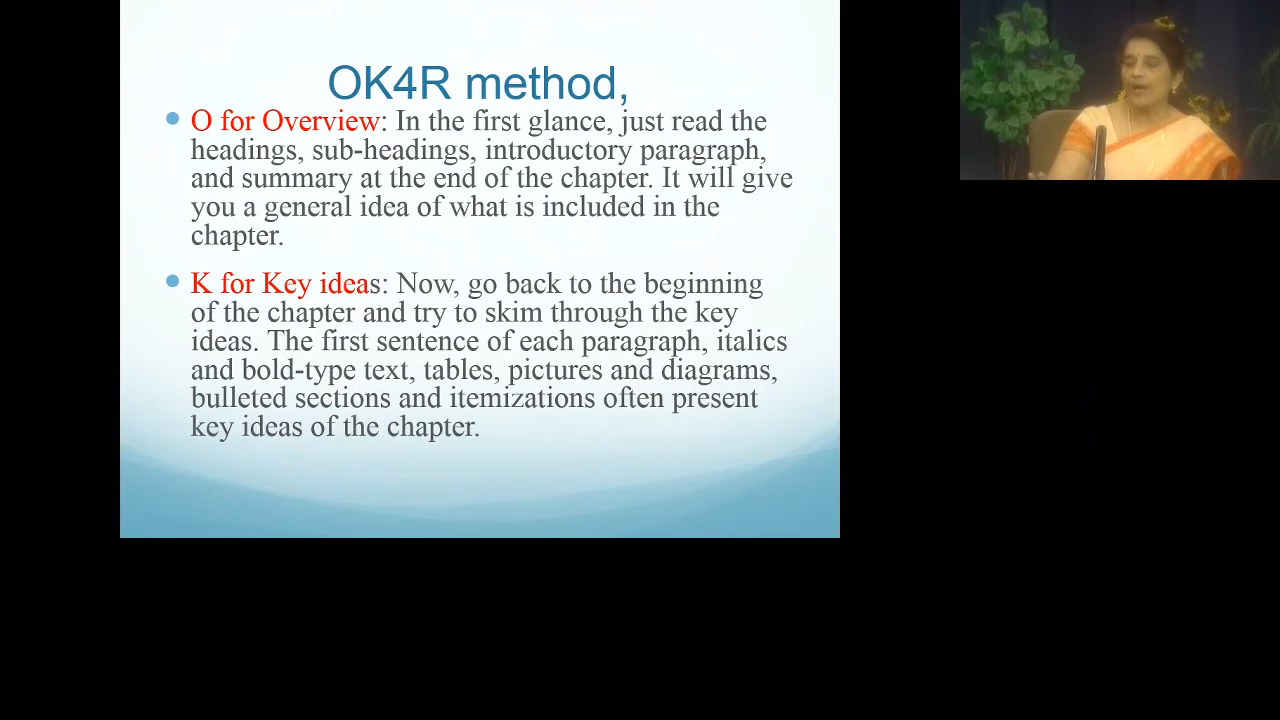 OK4R method,
O for Overview: In the first glance, just read the
headings, sub-headings, introductory paragraph,
and summary at the end of the chapter. It will give
you a general idea of what is included in the
chapter.
K for Key ideas: Now, go back to the beginning
of the chapter and try to skim through the key
ideas. The first sentence of each paragraph, italics
and bold-type text, tables, pictures and diagrams,
bulleted sections and itemizations often present
key ideas of the chapter.